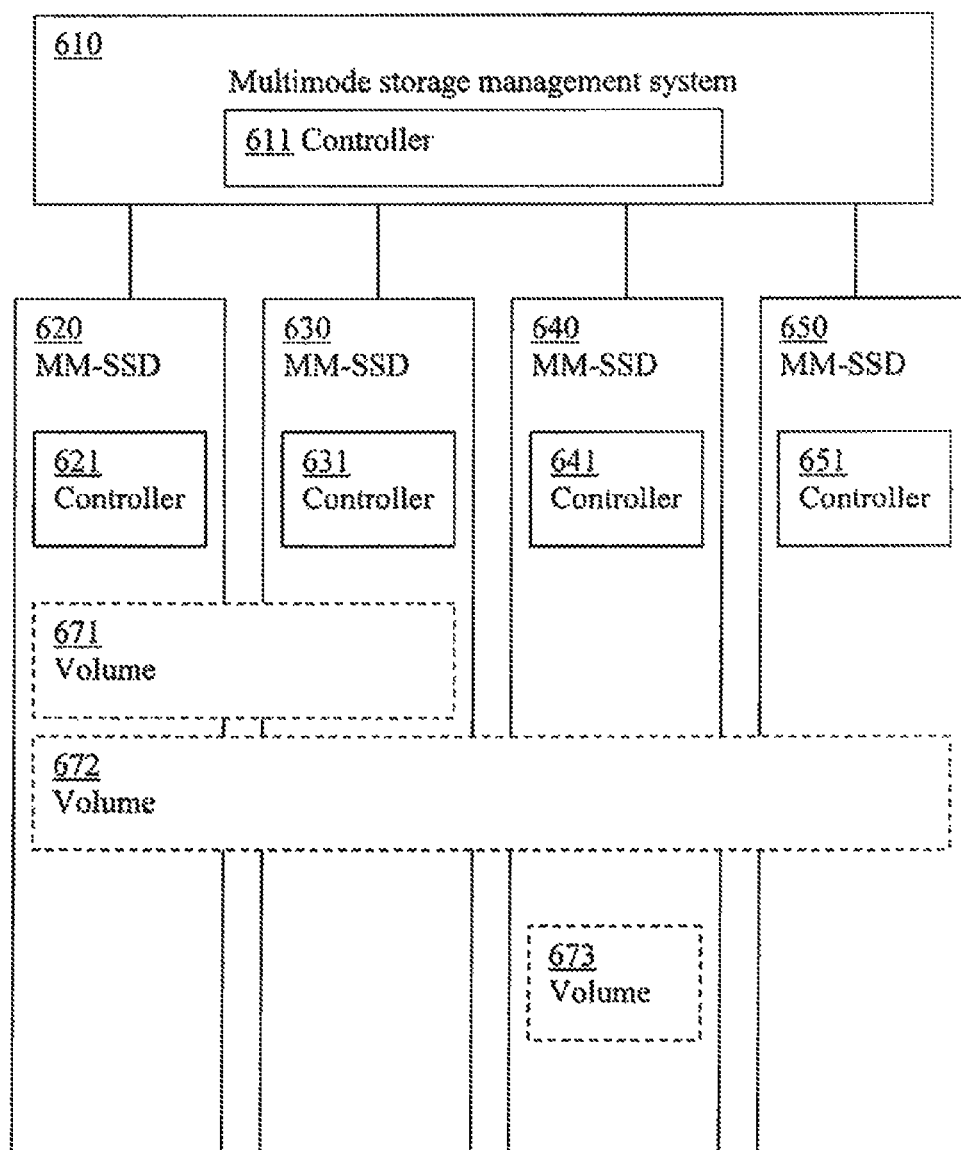 610
Multimode storage management system
611 Controller
620
MM-SSD
630
MM-SSD
640
MM-SSD
650
MM-SSD
621
Controller
631
Controller
641
Controller
651
Controller
671
Volume
672
Volume
673
Volume